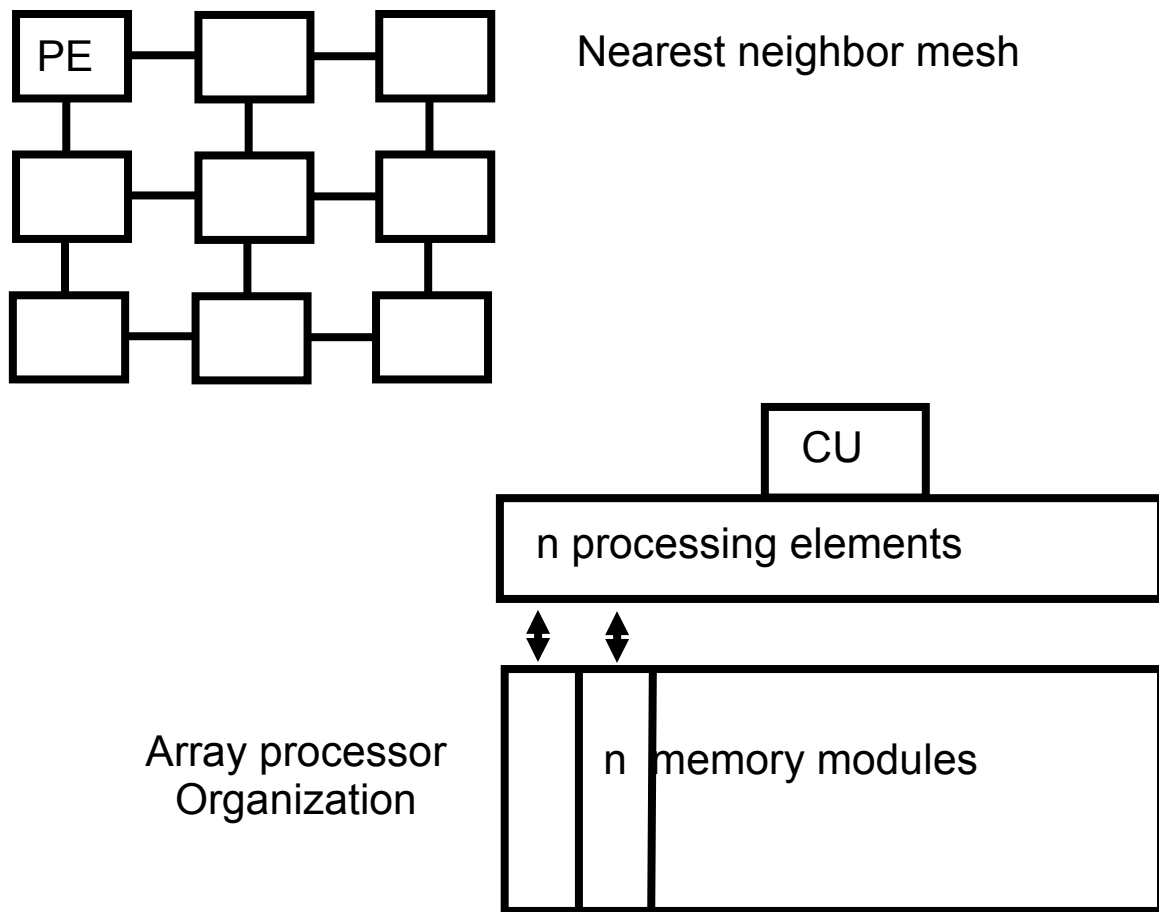 PE
Nearest neighbor mesh
CU
n processing elements
Array processor
Organization
n memory modules